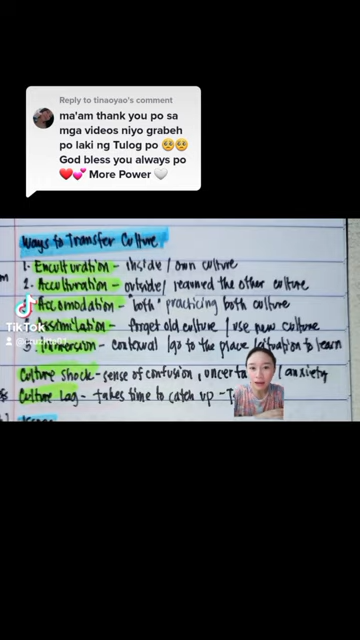 Reply to tinaoyao's comment
ma'am thank you po sa
mga videos niyo grabeh
po laki ng Tulog po 🥺🥺
God bless you always po
❤️💕 More Power 🤍
Ways to Transfer Culture
1. Enculturation - inside / own culture
2. Acculturation - outside / required the other culture
Accomodation - "both" practicing both culture
Assimilation - forget old culture / use new culture
5. Immersion - contexual / go to the place / situation to learn
Culture shock - sense of confusion, / anxiety
Culture lag - takes time to catch up -
TikTok